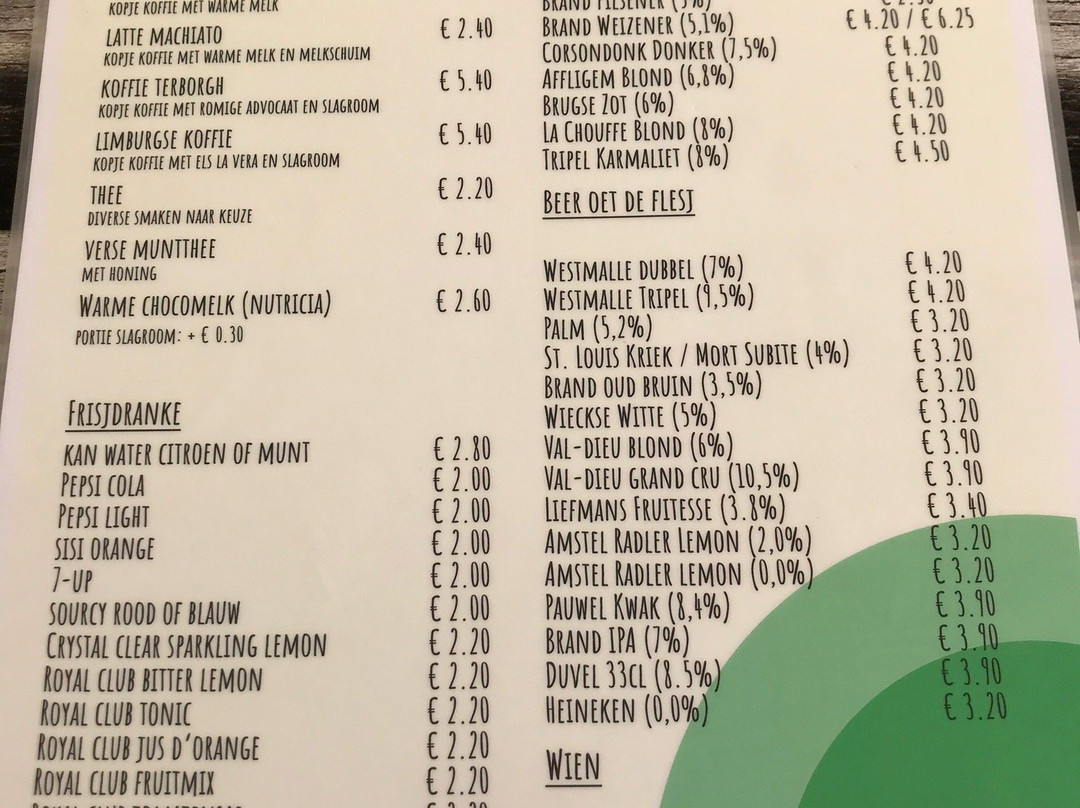 KOPJE KOFFIE MET WARME MELK
LATTE MACHIATO € 2.40
KOPJE KOFFIE MET WARME MELK EN MELKSCHUIM
KOFFIE TERBORGH € 5.40
KOPJE KOFFIE MET ROMIGE ADVOCAAT EN SLAGROOM
LIMBURGSE KOFFIE € 5.40
KOPJE KOFFIE MET ELS LA VERA EN SLAGROOM
THEE € 2.20
DIVERSE SMAKEN NAAR KEUZE
VERSE MUNTTHEE € 2.40
MET HONING
WARME CHOCOMELK (NUTRICIA) € 2.60
PORTIE SLAGROOM: + € 0.30
FRISJDRANKE
KAN WATER CITROEN OF MUNT € 2.80
PEPSI COLA € 2.00
PEPSI LIGHT € 2.00
SISI ORANGE € 2.00
7-UP € 2.00
SOURCY ROOD OF BLAUW € 2.00
CRYSTAL CLEAR SPARKLING LEMON € 2.20
ROYAL CLUB BITTER LEMON € 2.20
ROYAL CLUB TONIC € 2.20
ROYAL CLUB JUS D'ORANGE € 2.20
ROYAL CLUB FRUITMIX € 2.20
BRAND PILSENER (5%)
BRAND WEIZENER (5,1%) € 4.20 / € 6.25
CORSONDONK DONKER (7,5%) € 4.20
AFFLIGEM BLOND (6,8%) € 4.20
BRUGSE ZOT (6%) € 4.20
LA CHOUFFE BLOND (8%) € 4.20
TRIPEL KARMALIET (8%) € 4.50
BEER OET DE FLESJ
WESTMALLE DUBBEL (7%) € 4.20
WESTMALLE TRIPEL (9,5%) € 4.20
PALM (5,2%) € 3.20
ST. LOUIS KRIEK / MORT SUBITE (4%) € 3.20
BRAND OUD BRUIN (3,5%) € 3.20
WIECKSE WITTE (5%) € 3.20
VAL-DIEU BLOND (6%) € 3.90
VAL-DIEU GRAND CRU (10,5%) € 3.90
LIEFMANS FRUITESSE (3.8%) € 3.40
AMSTEL RADLER LEMON (2,0%) € 3.20
AMSTEL RADLER LEMON (0,0%) € 3.20
PAUWEL KWAK (8,4%) € 3.90
BRAND IPA (7%) € 3.90
DUVEL 33CL (8.5%) € 3.90
HEINEKEN (0,0%) € 3.20
WIEN